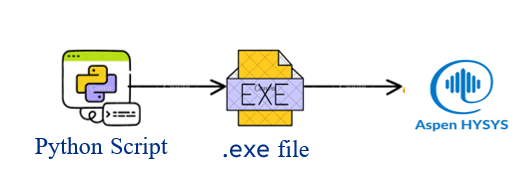 EXE
Python Script
.exe file
Aspen HYSYS